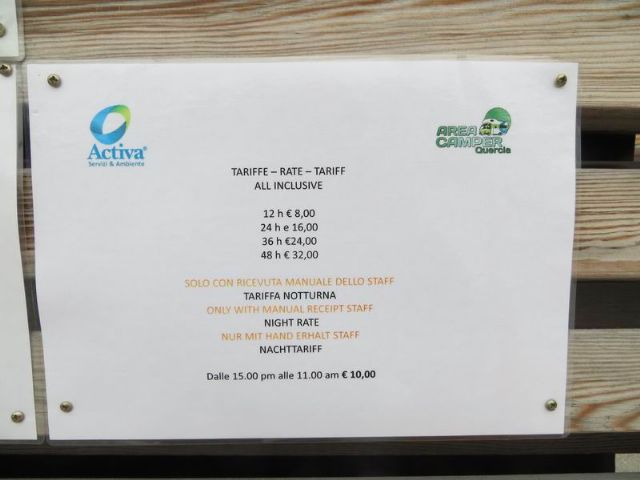 Activa®
Servizi & Ambiente
AREA
CAMPER
Quercia
TARIFFE – RATE – TARIFF
ALL INCLUSIVE
12 h € 8,00
24 h e 16,00
36 h €24,00
48 h € 32,00
SOLO CON RICEVUTA MANUALE DELLO STAFF
TARIFFA NOTTURNA
ONLY WITH MANUAL RECEIPT STAFF
NIGHT RATE
NUR MIT HAND ERHALT STAFF
NACHTTARIFF
Dalle 15.00 pm alle 11.00 am € 10,00